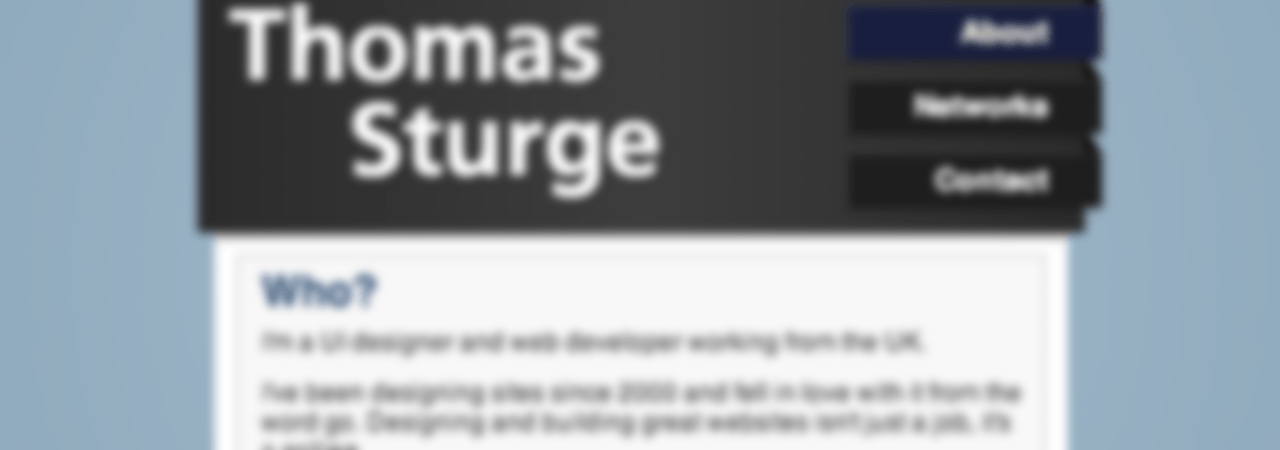 Thomas
Sturge
About
Networks
Contact
Who?
I'm a UI designer and web developer working from the UK.
I've been designing sites since 2000 and fell in love with it from the
word go. Designing and building great websites isn't just a job, it's
a